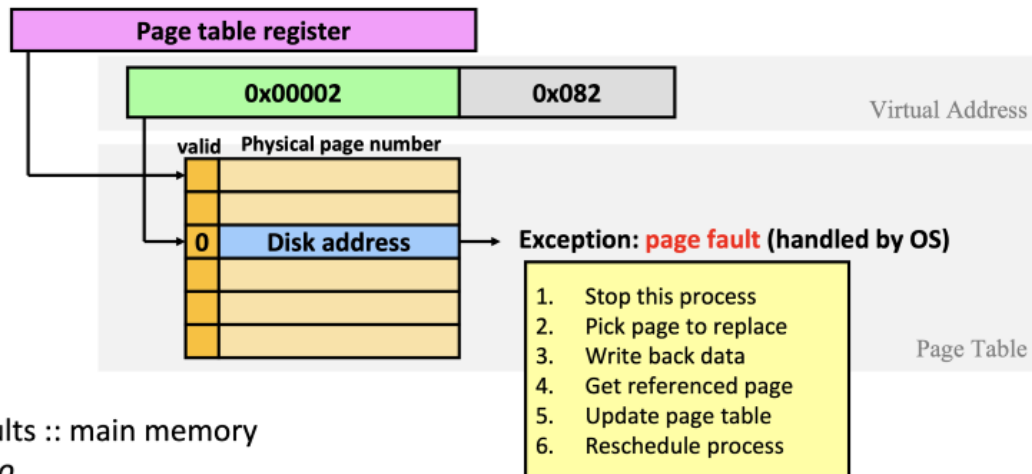 Page table register
0x00002 0x082
Virtual Address
valid Physical page number
0 Disk address
Exception: page fault (handled by OS)
1. Stop this process
2. Pick page to replace
3. Write back data
4. Get referenced page
5. Update page table
6. Reschedule process
Page Table
:: main memory